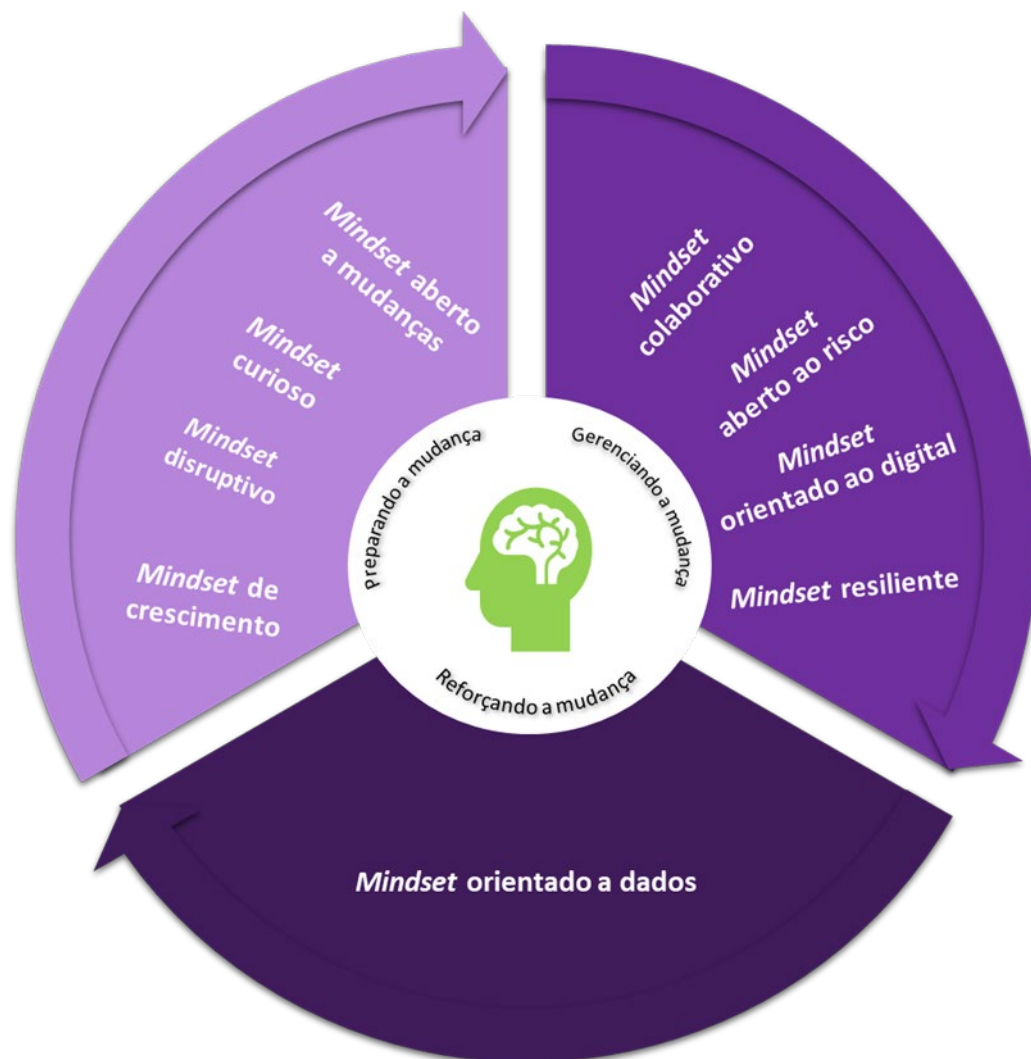 Mindset aberto
a mudanças
Mindset
curioso
Mindset
disruptivo
Mindset de
crescimento
Mindset
colaborativo
Mindset
aberto ao risco
Mindset
orientado ao digital
Mindset resiliente
Preparando a mudança
Gerenciando a mudança
Reforçando a mudança
Mindset orientado a dados